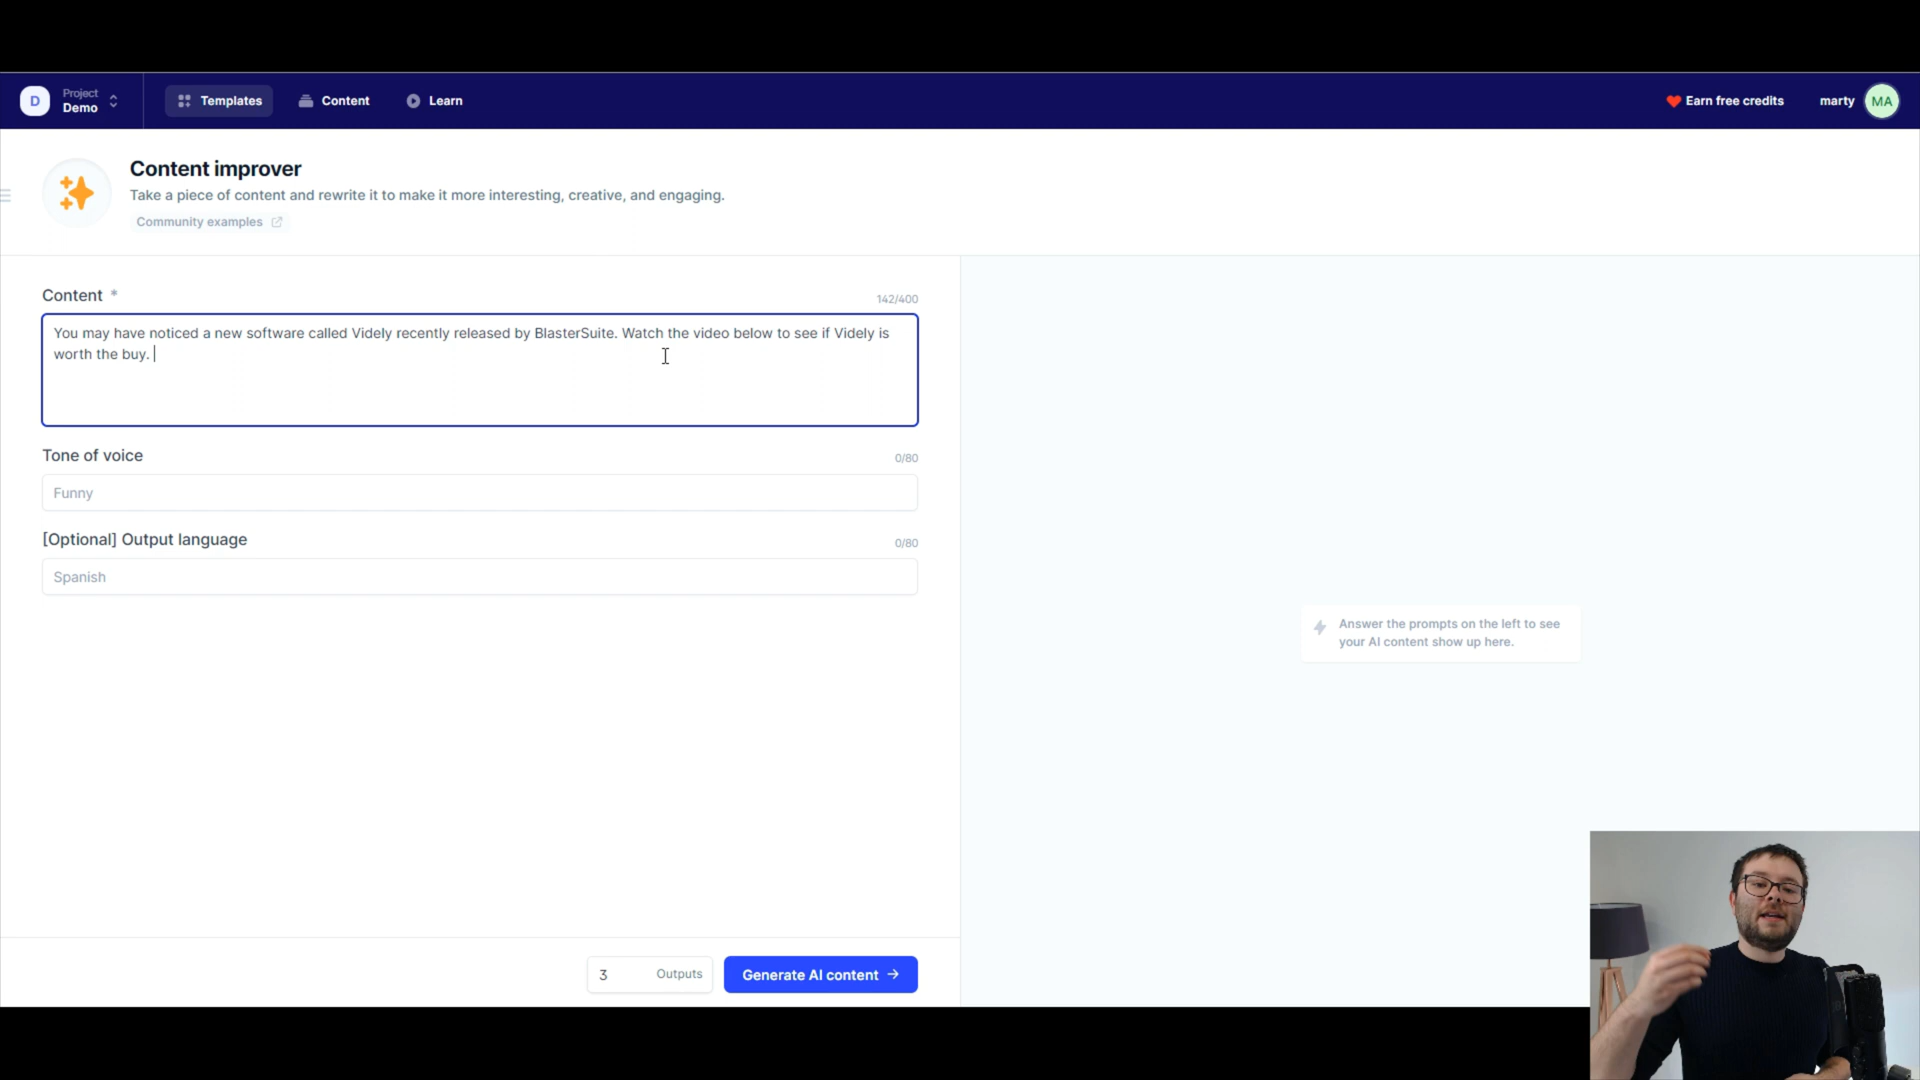 D
Project
Demo
Templates
Content
Learn
Earn free credits
marty
MA
Content improver
Take a piece of content and rewrite it to make it more interesting, creative, and engaging.
Community examples
Content *
142/400
You may have noticed a new software called Videly recently released by BlasterSuite. Watch the video below to see if Videly is
worth the buy.
Tone of voice
0/80
Funny
[Optional] Output language
0/80
Spanish
Answer the prompts on the left to see
your AI content show up here.
3 Outputs
Generate AI content →